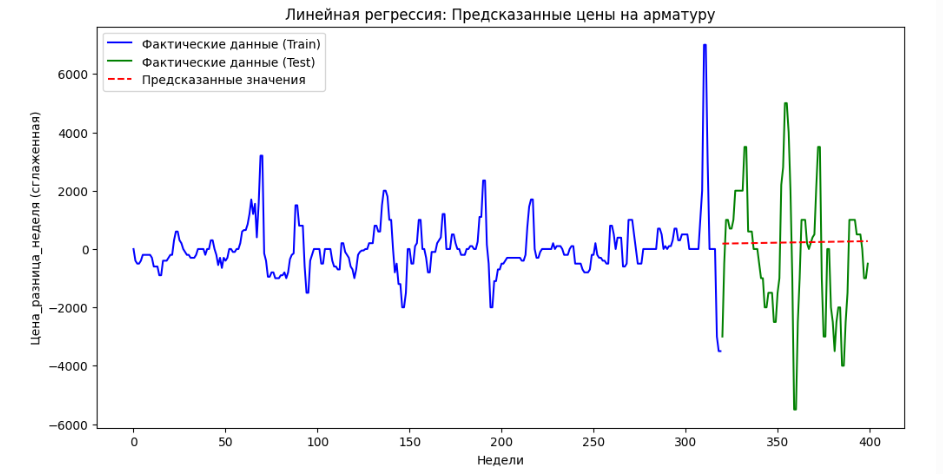 Линейная регрессия: Предсказанные цены на арматуру
Фактические данные (Train)
Фактические данные (Test)
Предсказанные значения
Цена_разница_неделя (сглаженная)
6000
4000
2000
0
−2000
−4000
−6000
0
50
100
150
200
250
300
350
400
Недели